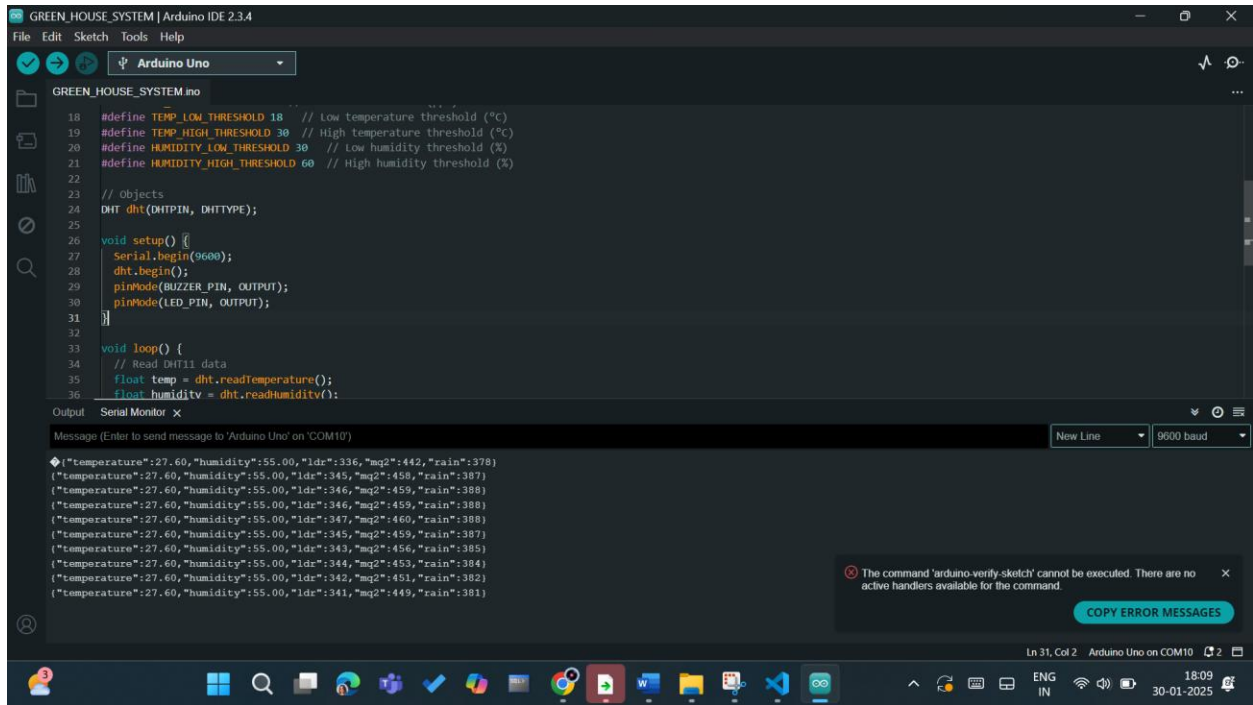 GREEN_HOUSE_SYSTEM | Arduino IDE 2.3.4
File Edit Sketch Tools Help
Arduino Uno
GREEN_HOUSE_SYSTEM.ino
18 #define TEMP_LOW_THRESHOLD 18 // Low temperature threshold (°C)
19 #define TEMP_HIGH_THRESHOLD 30 // High temperature threshold (°C)
20 #define HUMIDITY_LOW_THRESHOLD 30 // Low humidity threshold (%)
21 #define HUMIDITY_HIGH_THRESHOLD 60 // High humidity threshold (%)
22
23 // Objects
24 DHT dht(DHTPIN, DHTTYPE);
25
26 void setup() {
27 Serial.begin(9600);
28 dht.begin();
29 pinMode(BUZZER_PIN, OUTPUT);
30 pinMode(LED_PIN, OUTPUT);
31 }
32
33 void loop() {
34 // Read DHT11 data
35 float temp = dht.readTemperature();
36 float humidity = dht.readHumidity();
Output Serial Monitor
Message (Enter to send message to 'Arduino Uno' on 'COM10')
New Line
9600 baud
�{"temperature":27.60,"humidity":55.00,"ldr":336,"mq2":442,"rain":378}
{"temperature":27.60,"humidity":55.00,"ldr":345,"mq2":458,"rain":387}
{"temperature":27.60,"humidity":55.00,"ldr":346,"mq2":459,"rain":388}
{"temperature":27.60,"humidity":55.00,"ldr":346,"mq2":459,"rain":388}
{"temperature":27.60,"humidity":55.00,"ldr":347,"mq2":460,"rain":388}
{"temperature":27.60,"humidity":55.00,"ldr":345,"mq2":459,"rain":387}
{"temperature":27.60,"humidity":55.00,"ldr":343,"mq2":456,"rain":385}
{"temperature":27.60,"humidity":55.00,"ldr":344,"mq2":453,"rain":384}
{"temperature":27.60,"humidity":55.00,"ldr":342,"mq2":451,"rain":382}
{"temperature":27.60,"humidity":55.00,"ldr":341,"mq2":449,"rain":381}
The command 'arduino-verify-sketch' cannot be executed. There are no
active handlers available for the command.
COPY ERROR MESSAGES
Ln 31, Col 2 Arduino Uno on COM10 2
3
ENG
IN
18:09
30-01-2025